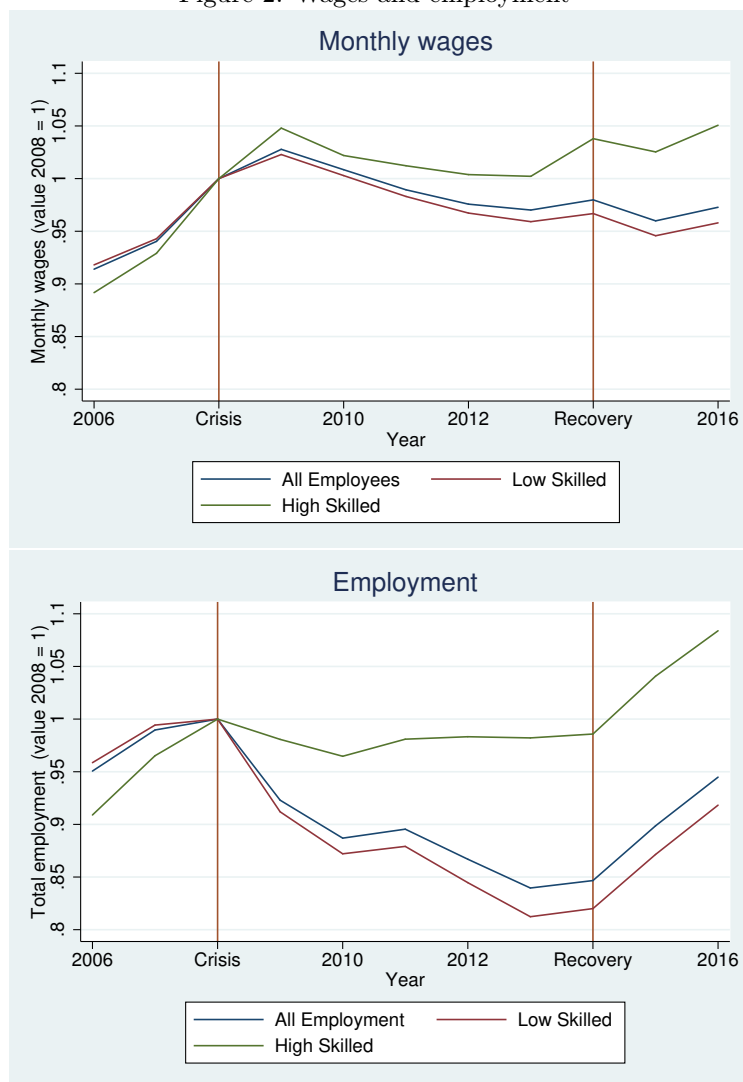 Figure 2: Wages and employment
Monthly wages
Monthly wages (value 2008 = 1)
1.1
1.05
1
.95
.9
.85
.8
2006 Crisis 2010 2012 Recovery 2016
Year
All Employees Low Skilled
High Skilled
Employment
Total employment (value 2008 = 1)
1.1
1.05
1
.95
.9
.85
.8
2006 Crisis 2010 2012 Recovery 2016
Year
All Employment Low Skilled
High Skilled